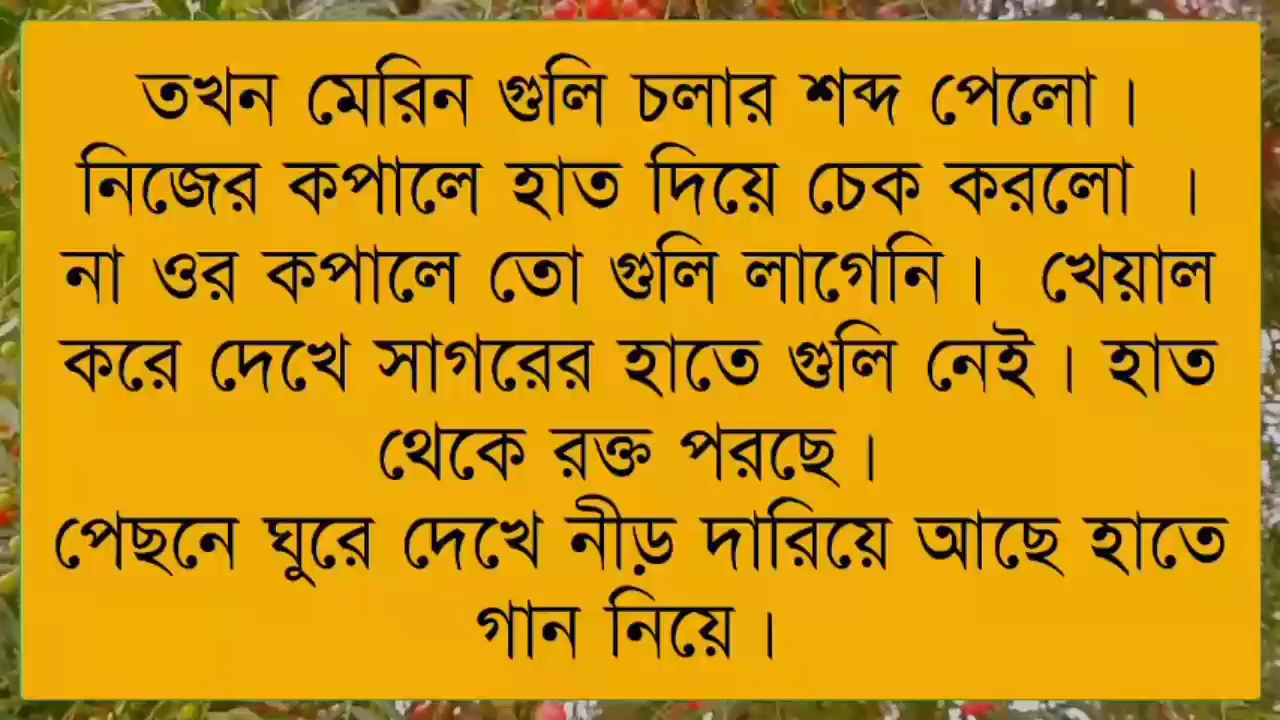 তখন মেরিন গুলি চলার শব্দ পেলো।
নিজের কপালে হাত দিয়ে চেক করলো ।
না ওর কপালে তো গুলি লাগেনি। খেয়াল
করে দেখে সাগরের হাতে গুলি নেই। হাত
থেকে রক্ত পরছে।
পেছনে ঘুরে দেখে নীড় দারিয়ে আছে হাতে
গান নিয়ে।